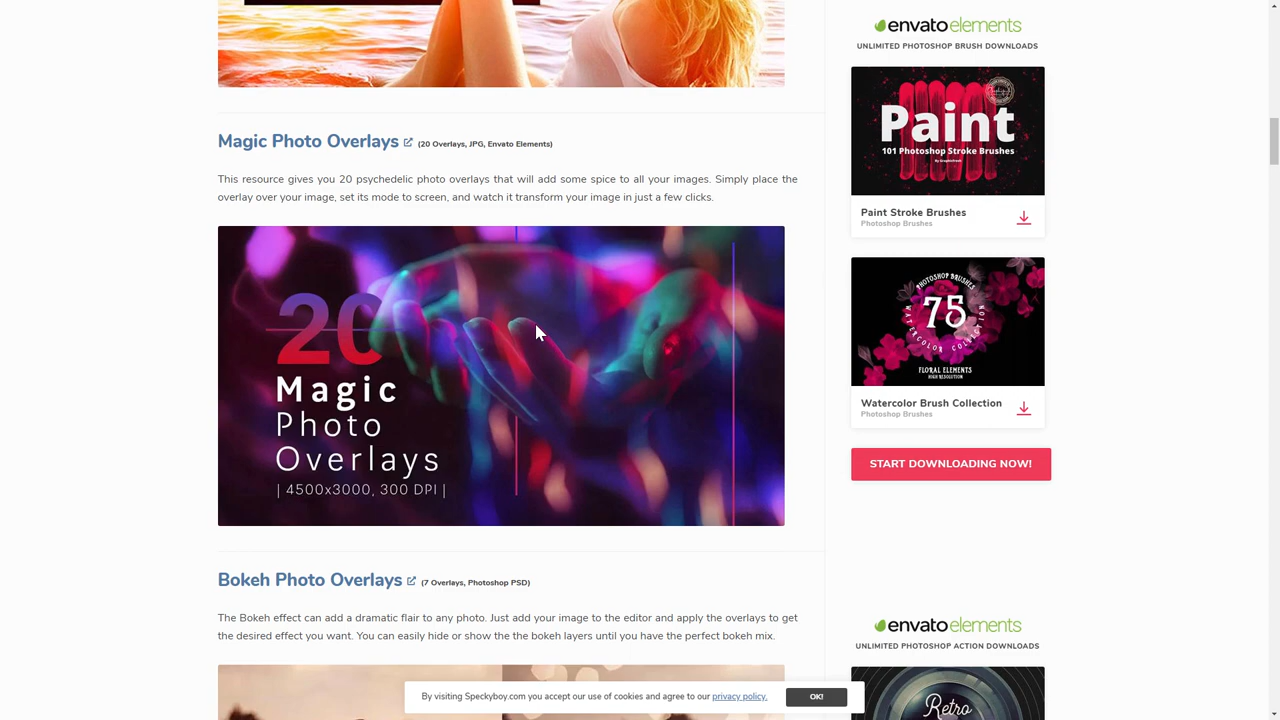 Magic Photo Overlays (20 Overlays, JPG, Envato Elements)
This resource gives you 20 psychedelic photo overlays that will add some spice to all your images. Simply place the
overlay over your image, set its mode to screen, and watch it transform your image in just a few clicks.
20
Magic
Photo
Overlays
| 4500x3000, 300 DPI |
Bokeh Photo Overlays (7 Overlays, Photoshop PSD)
The Bokeh effect can add a dramatic flair to any photo. Just add your image to the editor and apply the overlays to get
the desired effect you want. You can easily hide or show the the bokeh layers until you have the perfect bokeh mix.
envatoelements
UNLIMITED PHOTOSHOP BRUSH DOWNLOADS
Paint
101 Photoshop Stroke Brushes
Paint Stroke Brushes
Photoshop Brushes
PHOTOSHOP BRUSHES
75
WATERCOLOR COLLECTION
FLORAL ELEMENTS
HIGH RESOLUTION
Watercolor Brush Collection
Photoshop Brushes
START DOWNLOADING NOW!
envatoelements
UNLIMITED PHOTOSHOP ACTION DOWNLOADS
Retro
By visiting Speckyboy.com you accept our use of cookies and agree to our privacy policy.
OK!